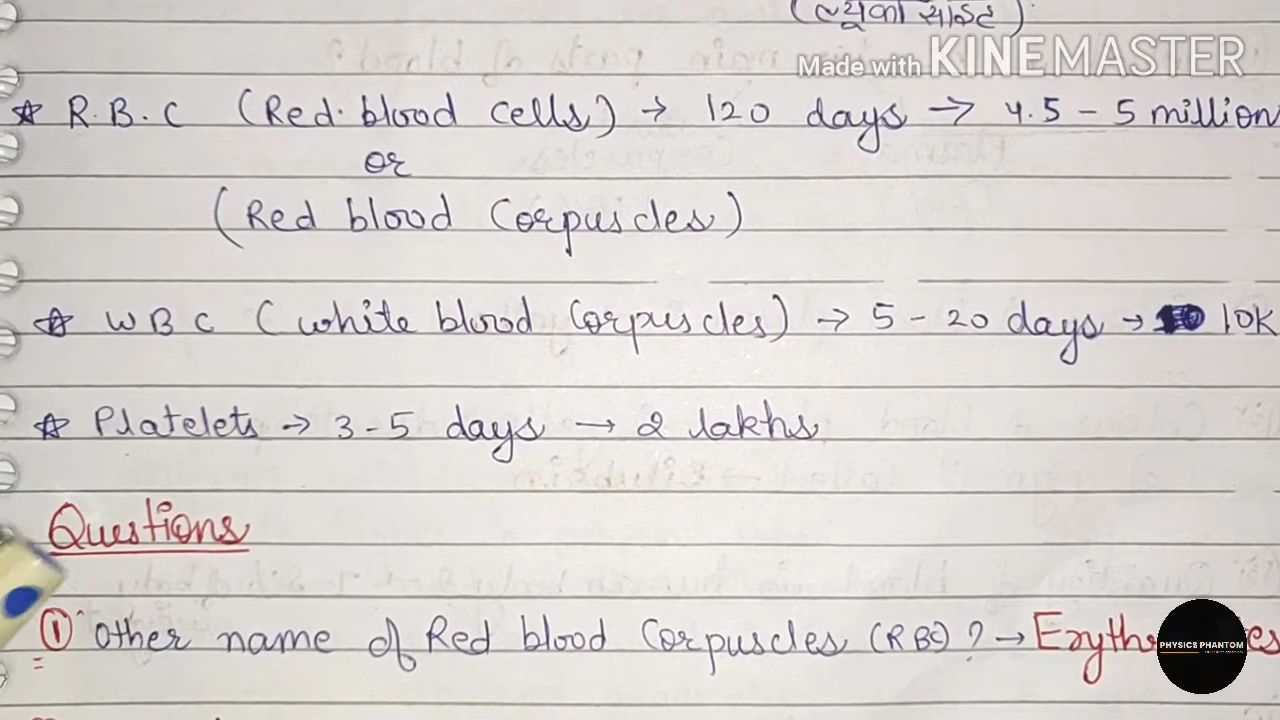 (ल्यूकोसाइट)
Made with KINEMASTER
☆ R.B.C (Red blood cells) → 120 days → 4.5 - 5 million
or
(Red blood Corpuscles)
☆ WBC (white blood Corpuscles) → 5 - 20 days → 10K
☆ Platelets → 3 - 5 days → 2 lakhs
Questions
① Other name of Red blood Corpuscles (RBC) ? →
PHYSICS PHANTOM